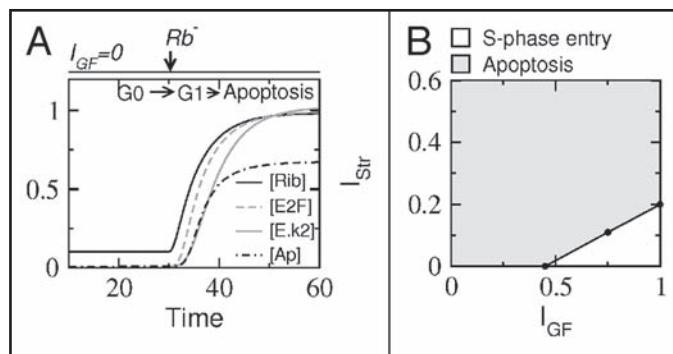 A
Rb⁻
I_GF=0
G0 → G1 → Apoptosis
1
0.5
0
[Rib]
[E2F]
[E.k2]
[Ap]
20
40
60
Time
B
S-phase entry
Apoptosis
0.6
0.4
0.2
0
I_Str
0
0.5
1
I_GF